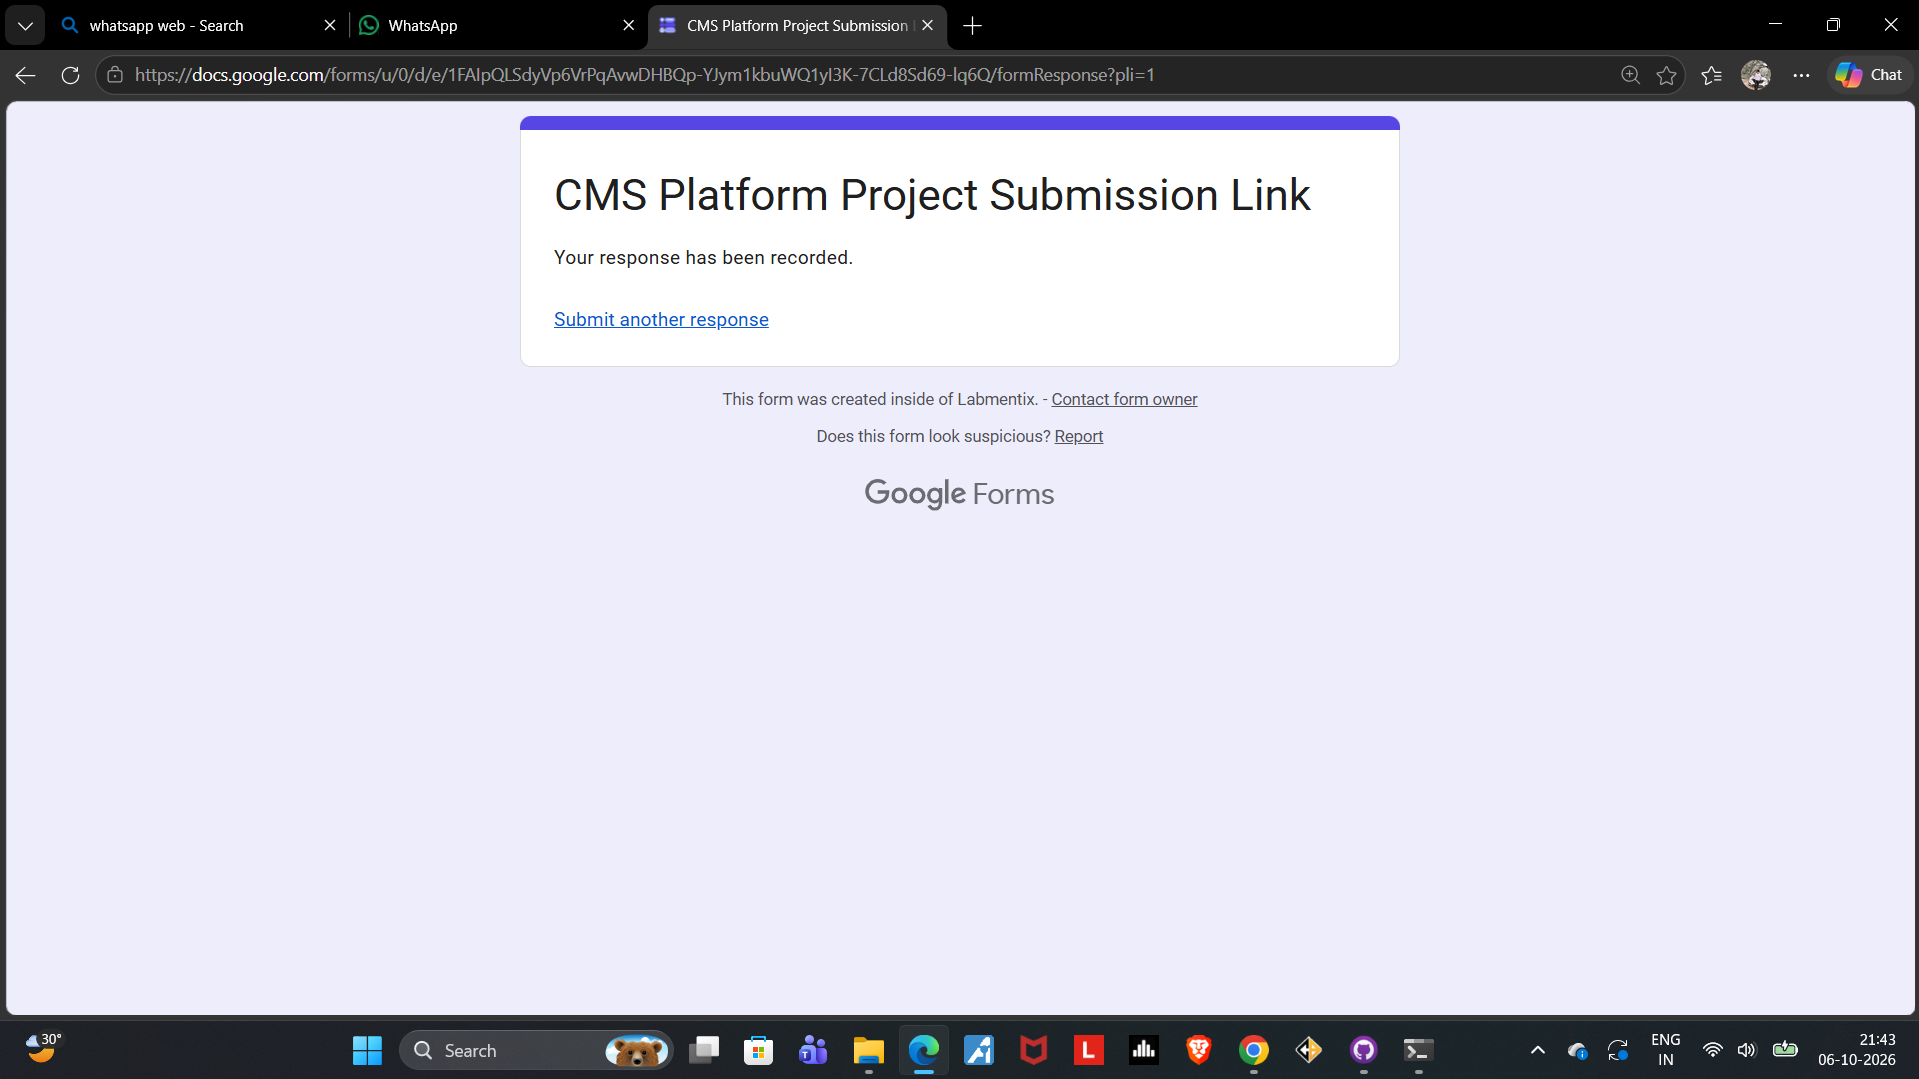 whatsapp web - Search
WhatsApp
CMS Platform Project Submission
https://docs.google.com/forms/u/0/d/e/1FAIpQLSdyVp6VrPqAvwDHBQp-YJym1kbuWQ1yI3K-7CLd8Sd69-lq6Q/formResponse?pli=1
Chat
CMS Platform Project Submission Link
Your response has been recorded.
Submit another response
This form was created inside of Labmentix. - Contact form owner
Does this form look suspicious? Report
Google Forms
30°
Search
ENG
IN
21:43
06-10-2026